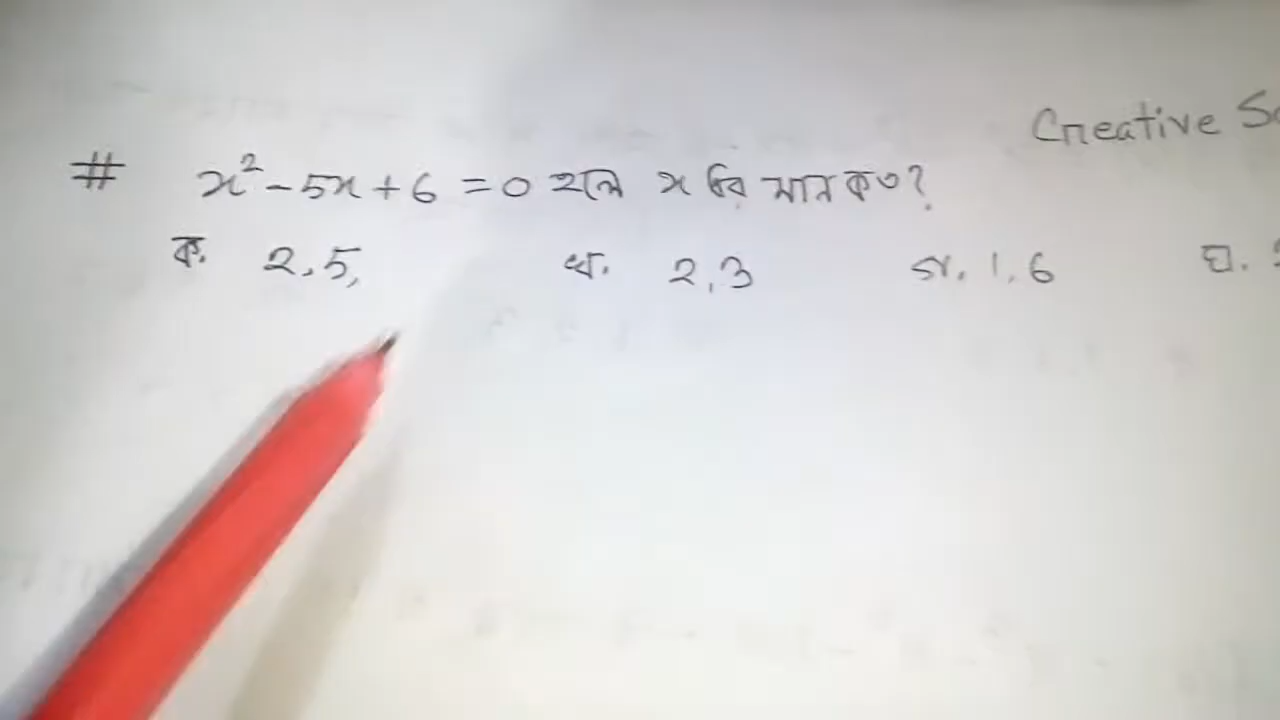 Creative
# x² - 5x + 6 = 0 হলে x এর মান কত?
ক. 2,5, খ. 2,3 গ. 1,6 ঘ.